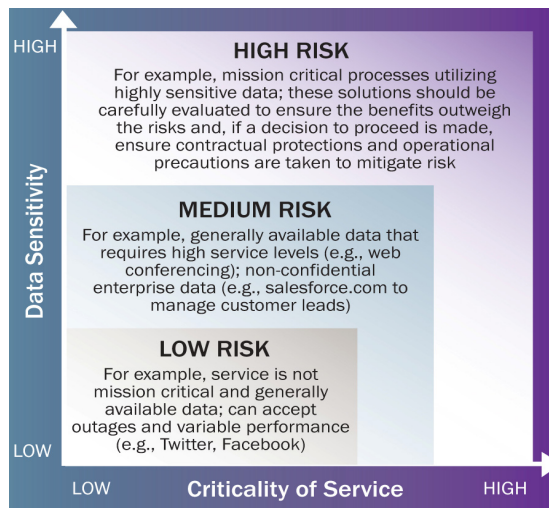 HIGH
HIGH RISK
For example, mission critical processes utilizing
highly sensitive data; these solutions should be
carefully evaluated to ensure the benefits outweigh
the risks and, if a decision to proceed is made,
ensure contractual protections and operational
precautions are taken to mitigate risk
Data Sensitivity
MEDIUM RISK
For example, generally available data that
requires high service levels (e.g., web
conferencing); non-confidential
enterprise data (e.g., salesforce.com to
manage customer leads)
LOW RISK
For example, service is not
mission critical and generally
available data; can accept
outages and variable performance
(e.g., Twitter, Facebook)
LOW
LOW
Criticality of Service
HIGH